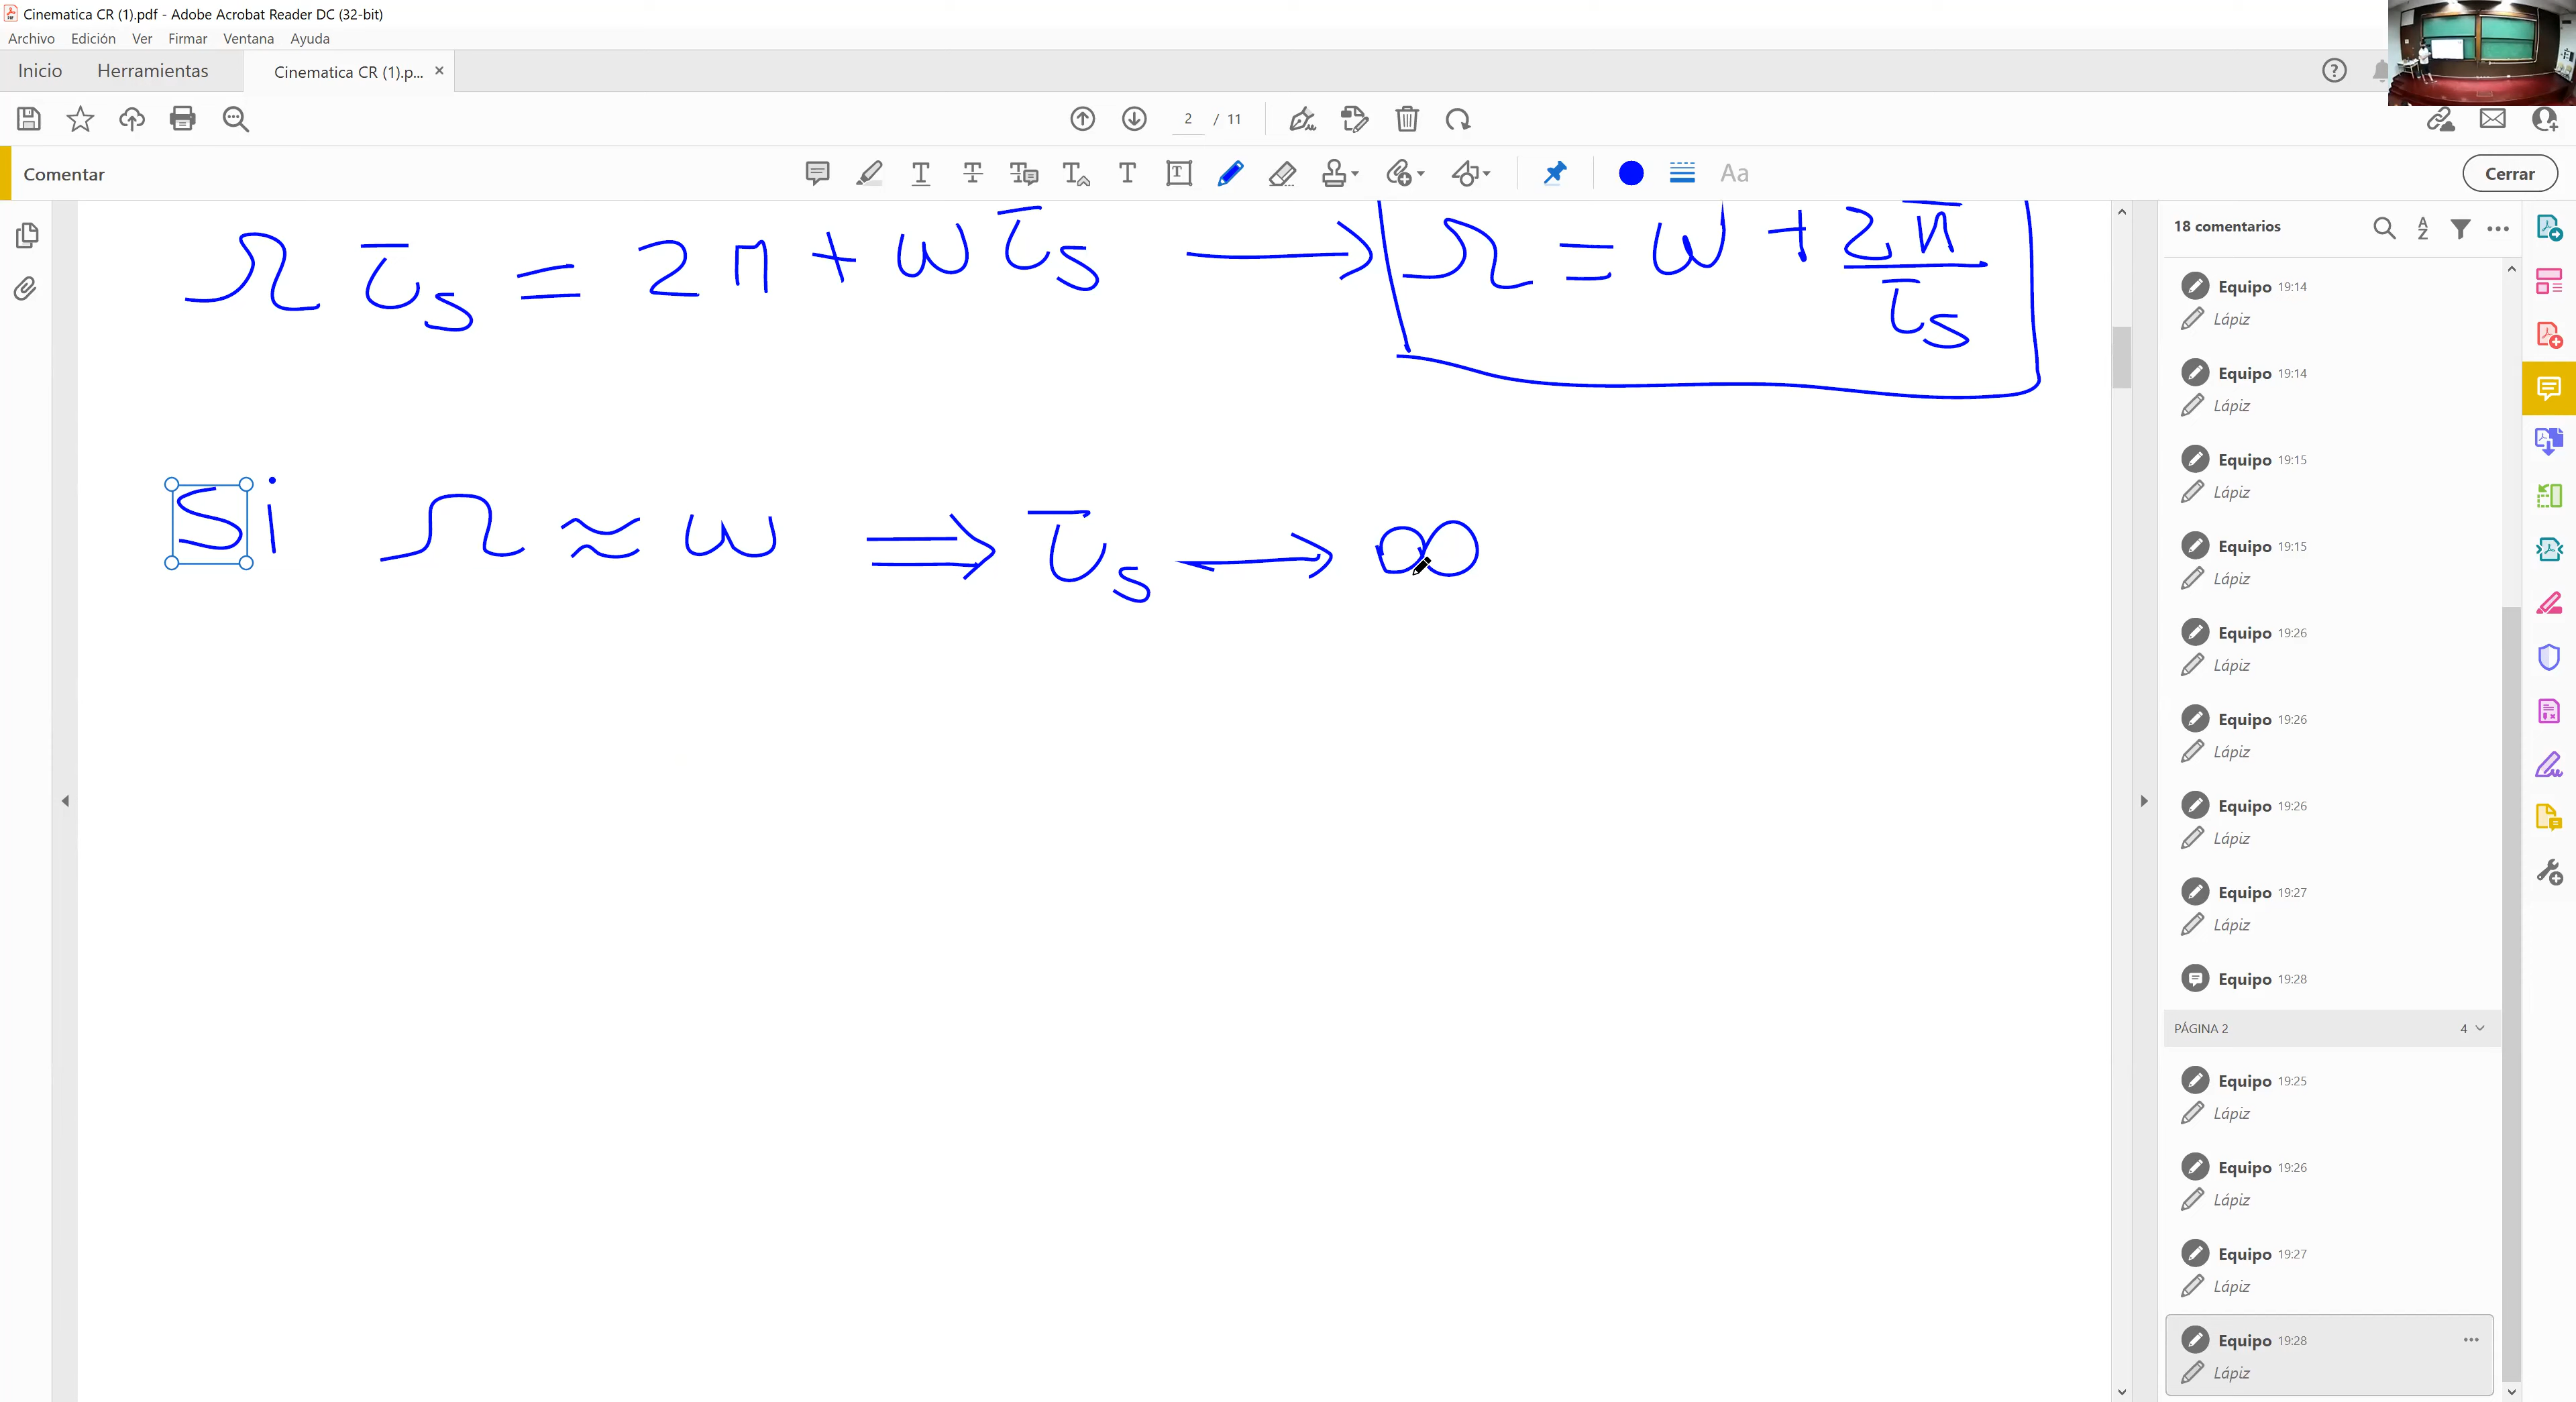 Cinematica CR (1).pdf - Adobe Acrobat Reader DC (32-bit)
Archivo Edición Ver Firmar Ventana Ayuda
Inicio Herramientas Cinematica CR (1).p... ×
2 / 11
Comentar Aa Cerrar
Ω τs = 2π + ω τs → Ω = ω + 2π/τs
Si Ω ≈ ω ⇒ τs → ∞
18 comentarios
Equipo 19:14
Lápiz
Equipo 19:14
Lápiz
Equipo 19:15
Lápiz
Equipo 19:15
Lápiz
Equipo 19:26
Lápiz
Equipo 19:26
Lápiz
Equipo 19:26
Lápiz
Equipo 19:27
Lápiz
Equipo 19:28
PÁGINA 2 4
Equipo 19:25
Lápiz
Equipo 19:26
Lápiz
Equipo 19:27
Lápiz
Equipo 19:28
Lápiz